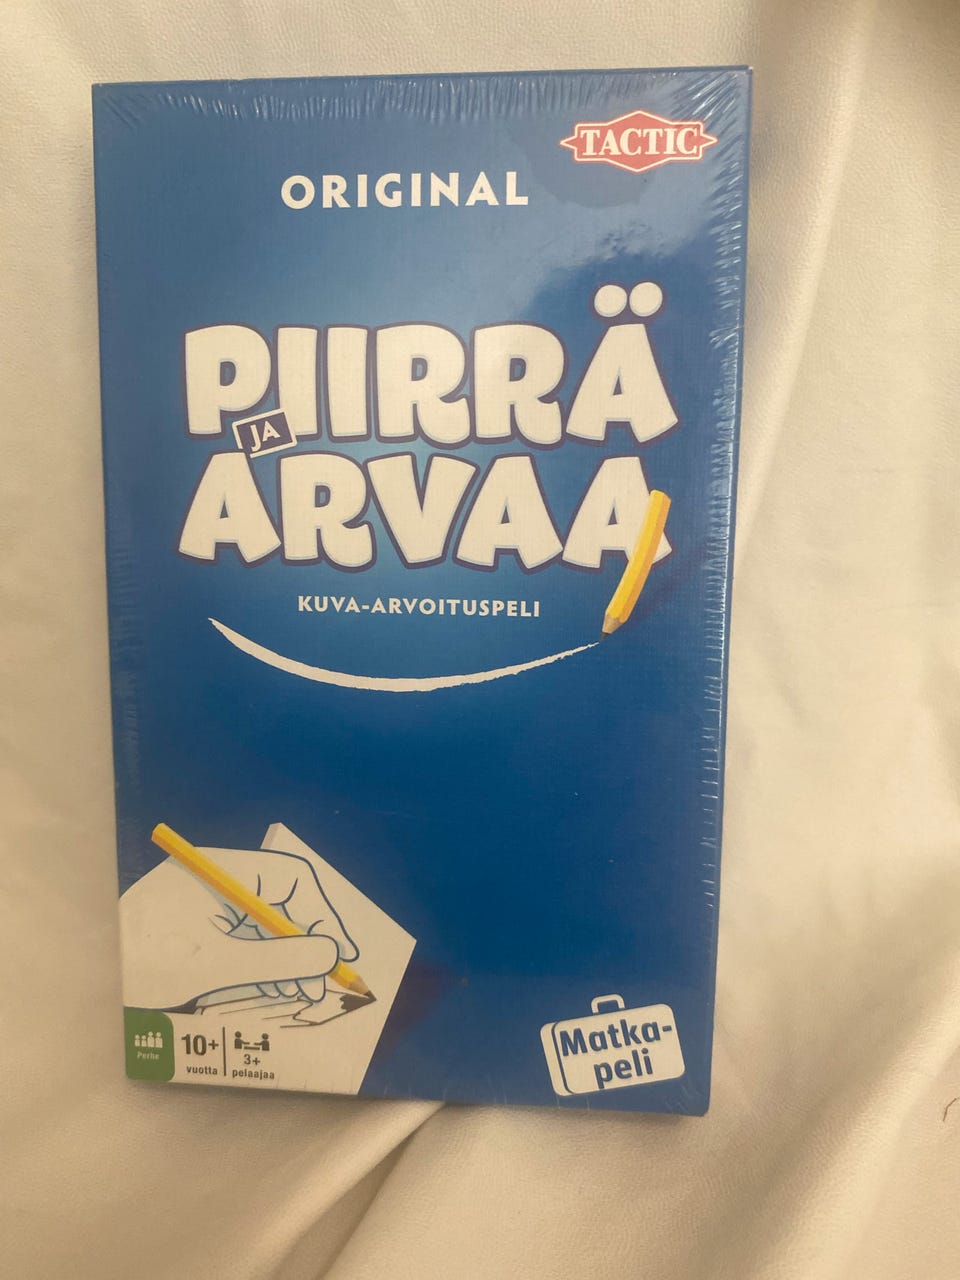 TACTIC
ORIGINAL
PIIRRÄ
JA
ARVAA
KUVA-ARVOITUSPELI
Perhe
10+
vuotta
3+
pelaajaa
Matka-
peli